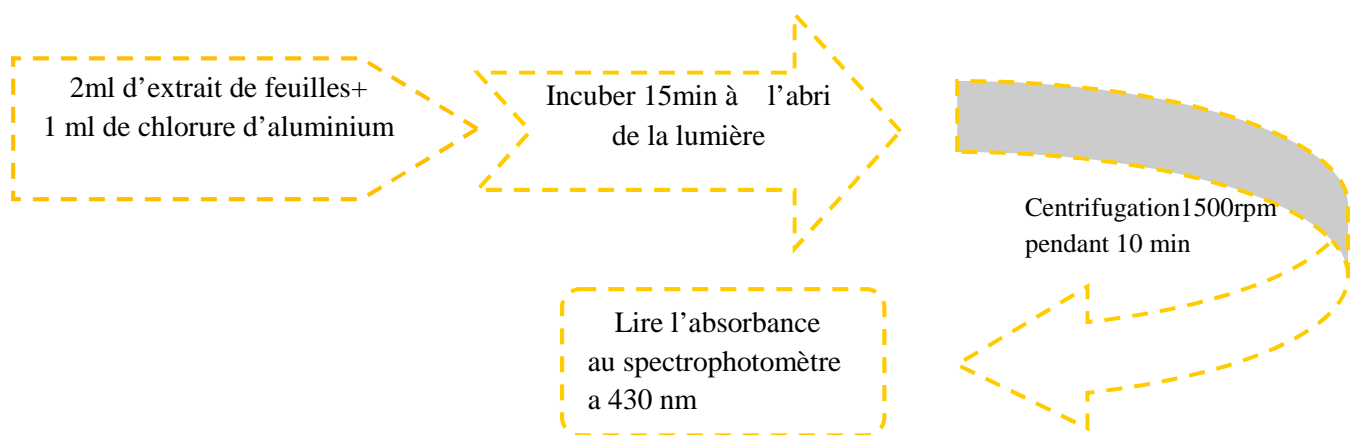 2ml d’extrait de feuilles+
1 ml de chlorure d’aluminium
Incuber 15min à l’abri
de la lumière
Centrifugation1500rpm
pendant 10 min
Lire l’absorbance
au spectrophotomètre
a 430 nm